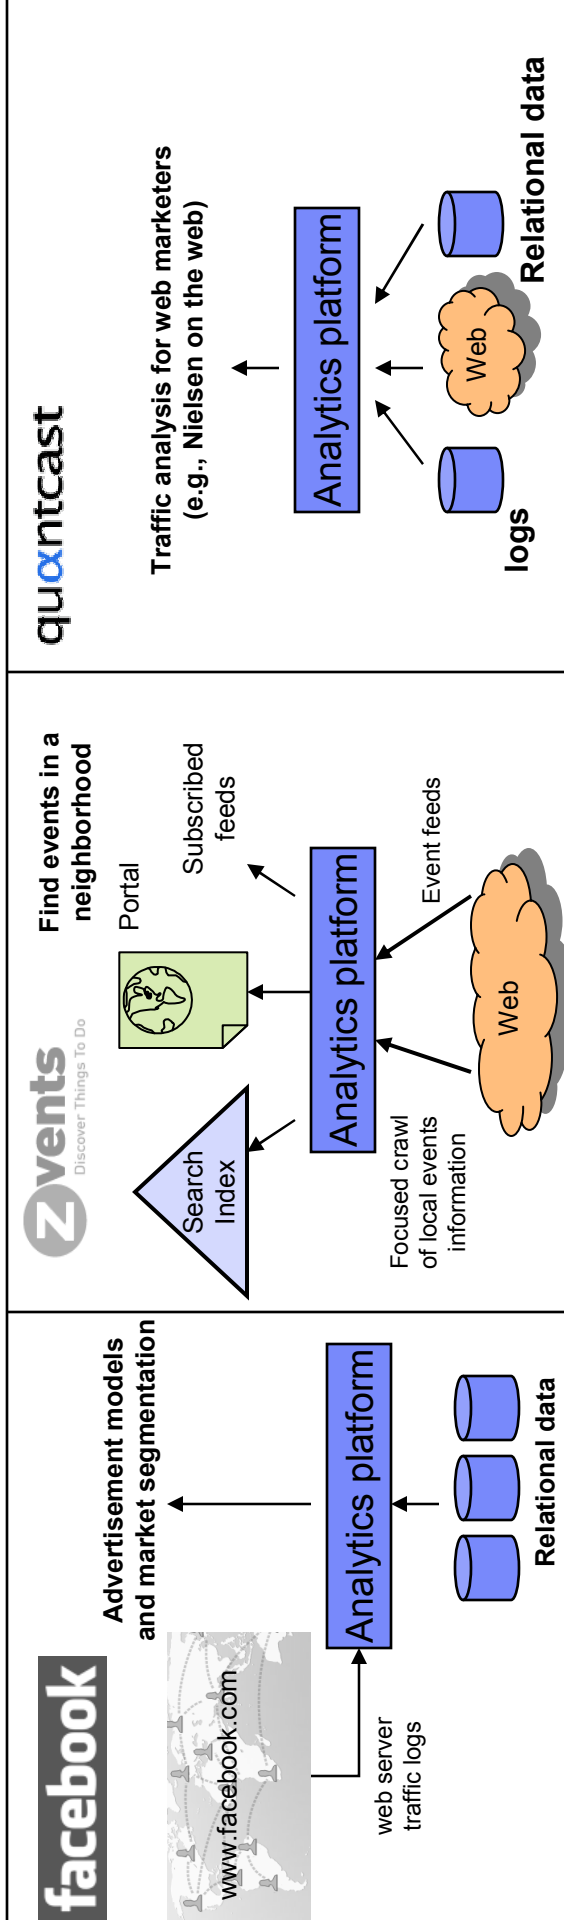 facebook
Advertisement models
and market segmentation
www.facebook.com
web server
traffic logs
Analytics platform
Relational data
Zvents
Discover Things To Do
Find events in a
neighborhood
Search
Index
Portal
Subscribed
feeds
Analytics platform
Focused crawl
of local events
information
Event feeds
Web
quantcast
Traffic analysis for web marketers
(e.g., Nielsen on the web)
Analytics platform
logs
Web
Relational data